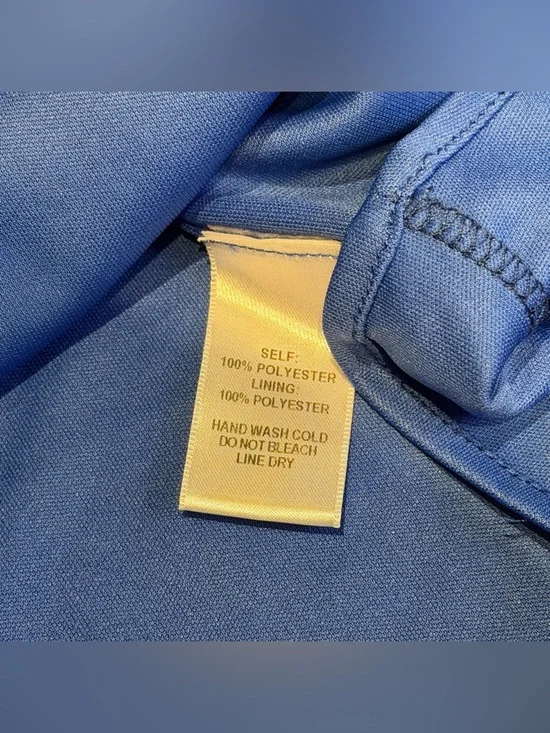 SELF:
100% POLYESTER
LINING:
100% POLYESTER
HAND WASH COLD
DO NOT BLEACH
LINE DRY